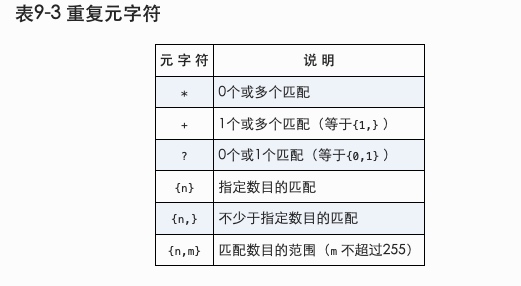 表9-3 重复元字符
元 字 符 说 明
* 0个或多个匹配
+ 1个或多个匹配（等于{1,} ）
? 0个或1个匹配（等于{0,1} ）
{n} 指定数目的匹配
{n,} 不少于指定数目的匹配
{n,m} 匹配数目的范围（m 不超过255）